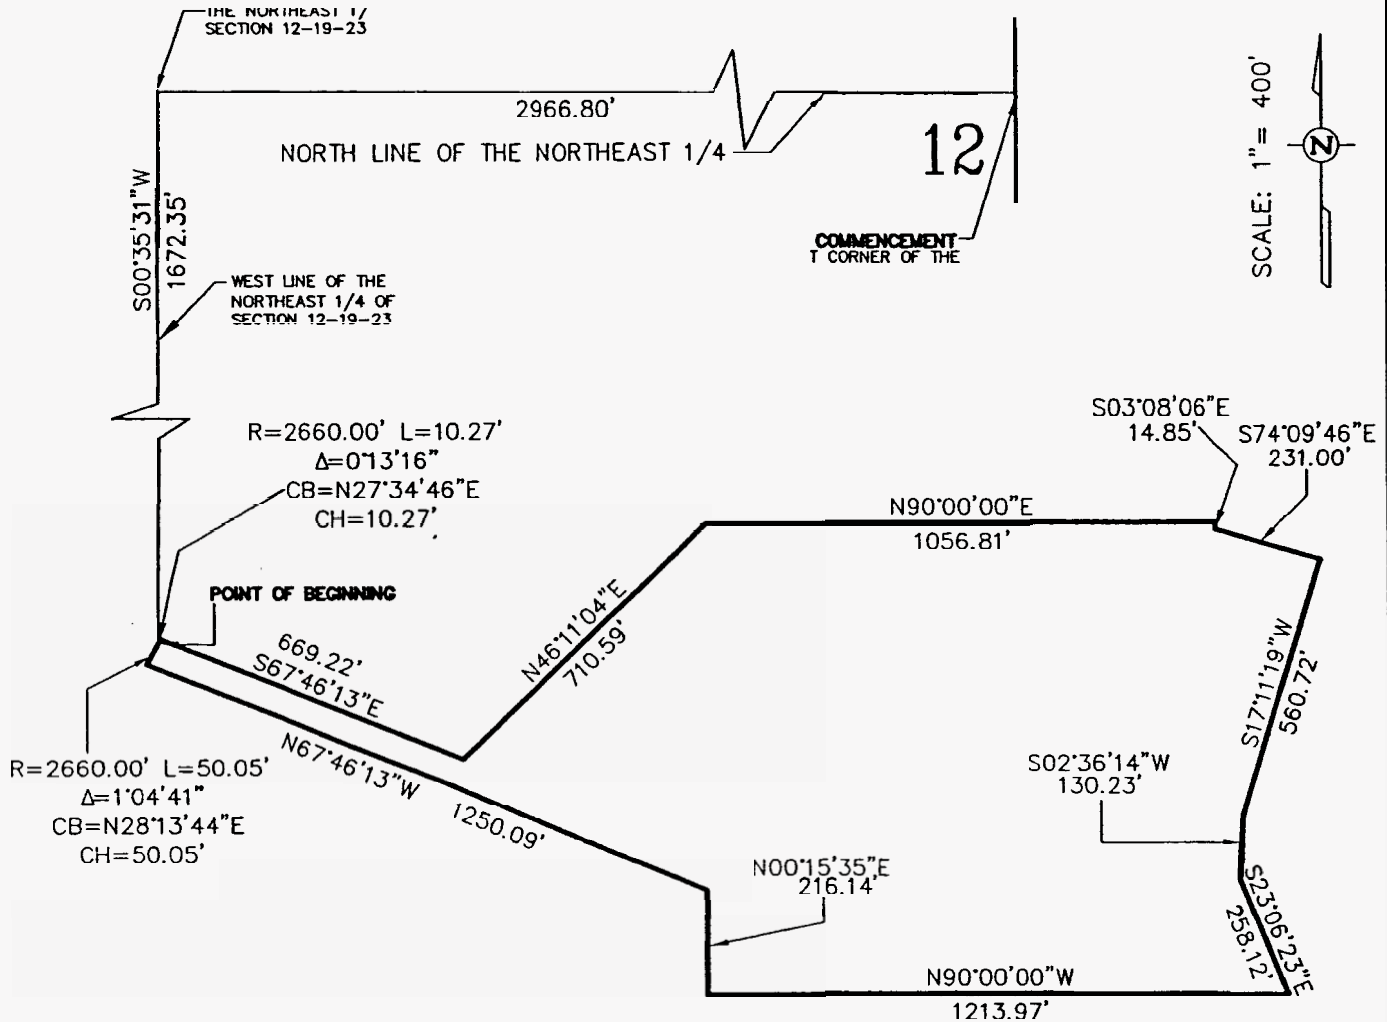 THE NORTHEAST 1/
SECTION 12-19-23
2966.80'
NORTH LINE OF THE NORTHEAST 1/4
12
SCALE: 1"= 400'
N
S00°35'31"W
1672.35'
COMMENCEMENT
T CORNER OF THE
WEST LINE OF THE
NORTHEAST 1/4 OF
SECTION 12-19-23
R=2660.00' L=10.27'
Δ=0°13'16"
CB=N27°34'46"E
CH=10.27'
S03°08'06"E
14.85'
S74°09'46"E
231.00'
N90°00'00"E
1056.81'
POINT OF BEGINNING
669.22'
S67°46'13"E
N46°11'04"E
710.59'
S17°11'19"W
560.72'
N67°46'13"W
1250.09'
R=2660.00' L=50.05'
Δ=1°04'41"
CB=N28°13'44"E
CH=50.05'
S02°36'14"W
130.23'
N00°15'35"E
216.14'
S23°06'23"E
258.12'
N90°00'00"W
1213.97'